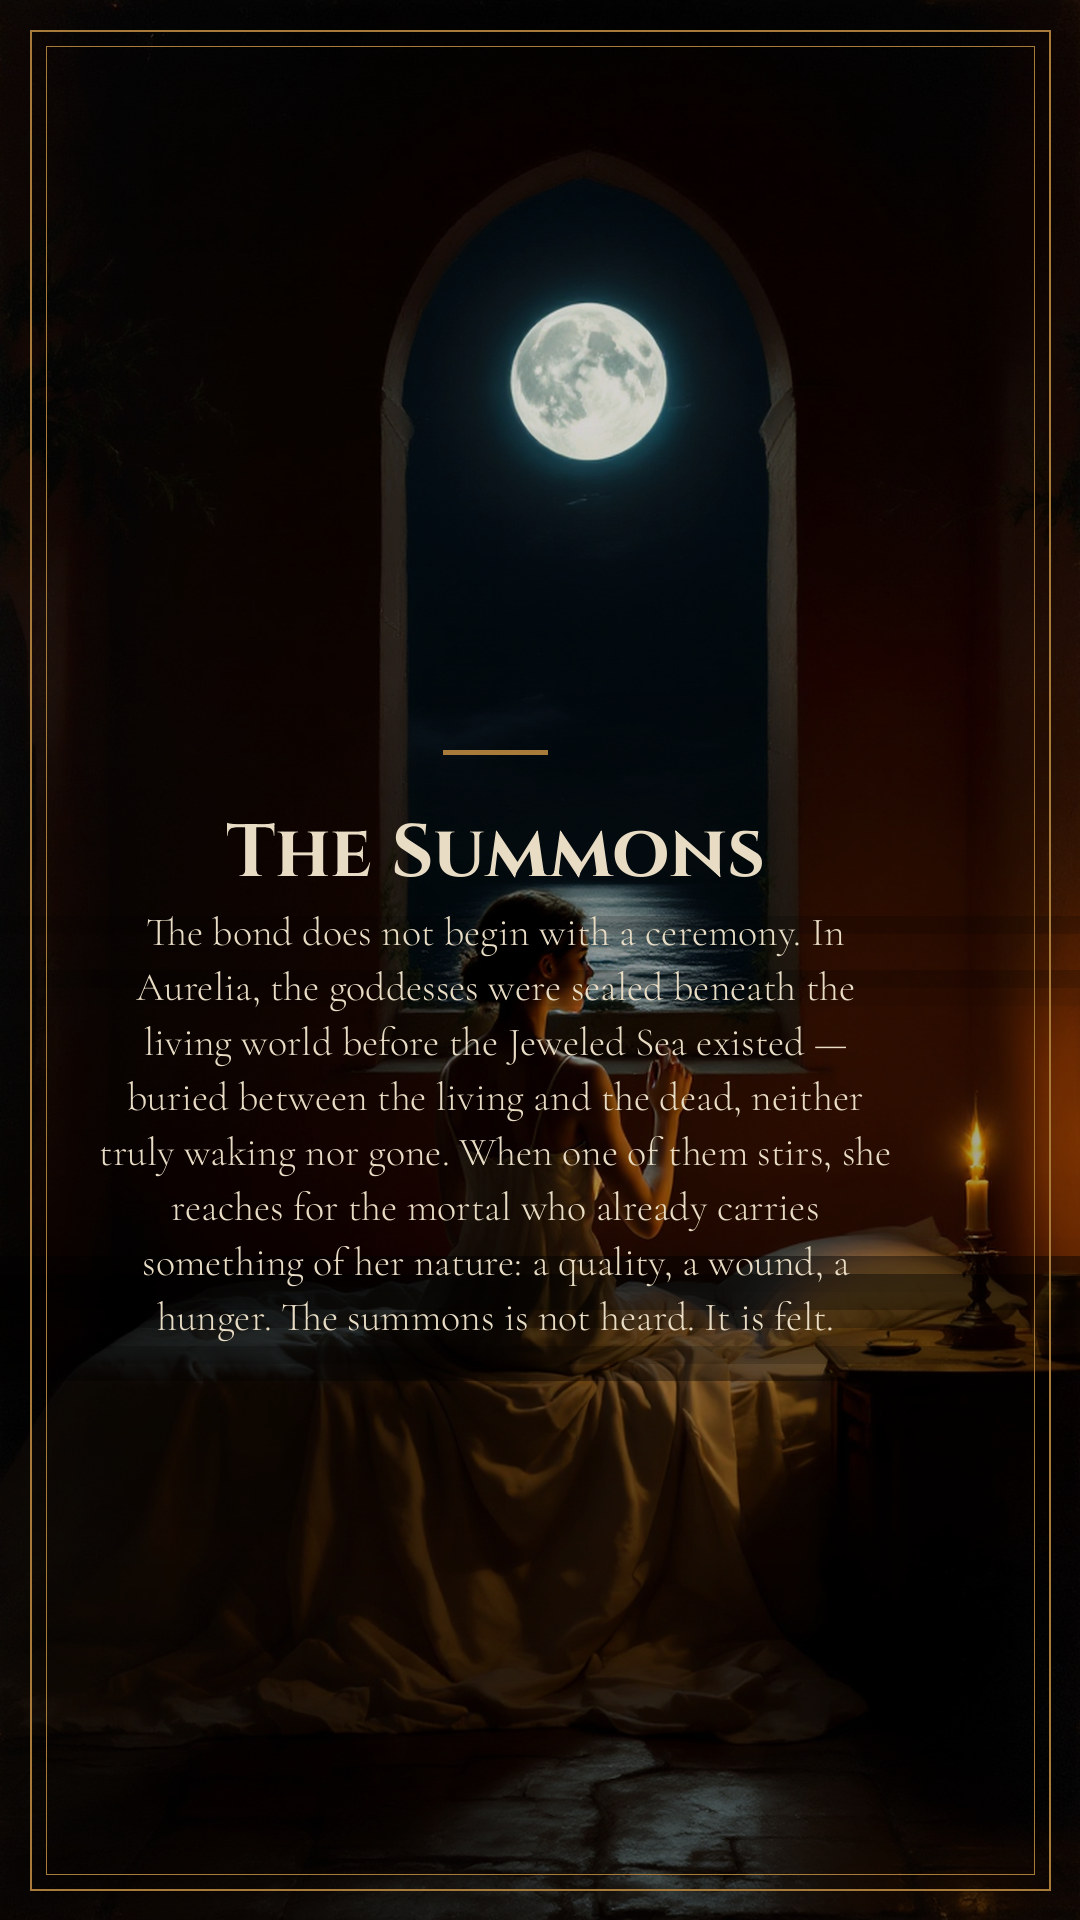 The Summons
The bond does not begin with a ceremony. In
Aurelia, the goddesses were sealed beneath the
living world before the Jeweled Sea existed —
buried between the living and the dead, neither
truly waking nor gone. When one of them stirs, she
reaches for the mortal who already carries
something of her nature: a quality, a wound, a
hunger. The summons is not heard. It is felt.